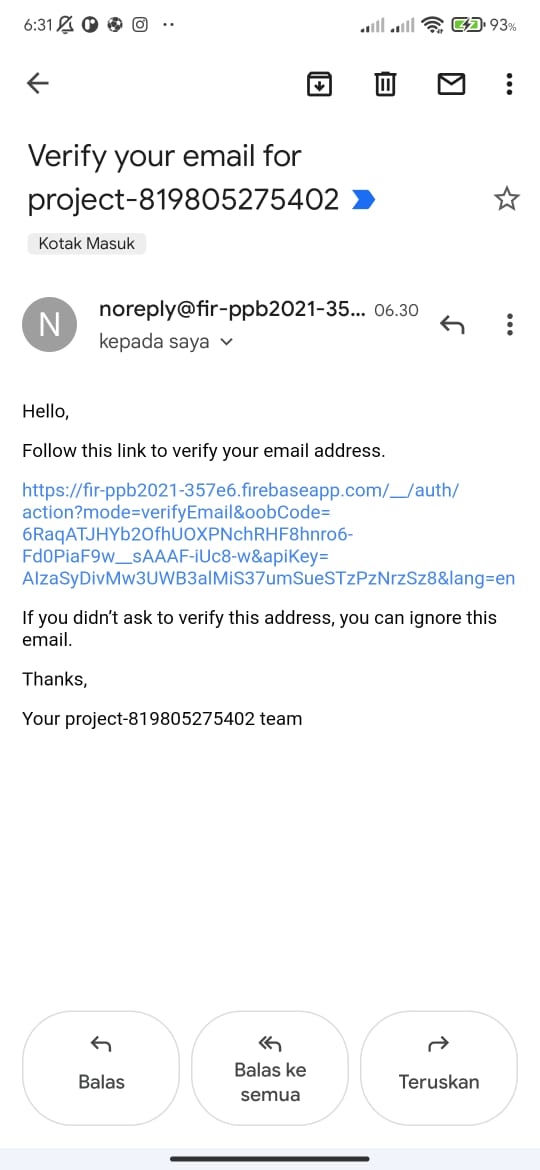 6:31
93%
Verify your email for
project-819805275402
Kotak Masuk
N
noreply@fir-ppb2021-35... 06.30
kepada saya
Hello,
Follow this link to verify your email address.
https://fir-ppb2021-357e6.firebaseapp.com/__/auth/
action?mode=verifyEmail&oobCode=
6RaqATJHYb2OfhUOXPNchRHF8hnro6-
Fd0PiaF9w__sAAAF-iUc8-w&apiKey=
AIzaSyDivMw3UWB3alMiS37umSueSTzPzNrzSz8&lang=en
If you didn’t ask to verify this address, you can ignore this
email.
Thanks,
Your project-819805275402 team
Balas
Balas ke
semua
Teruskan